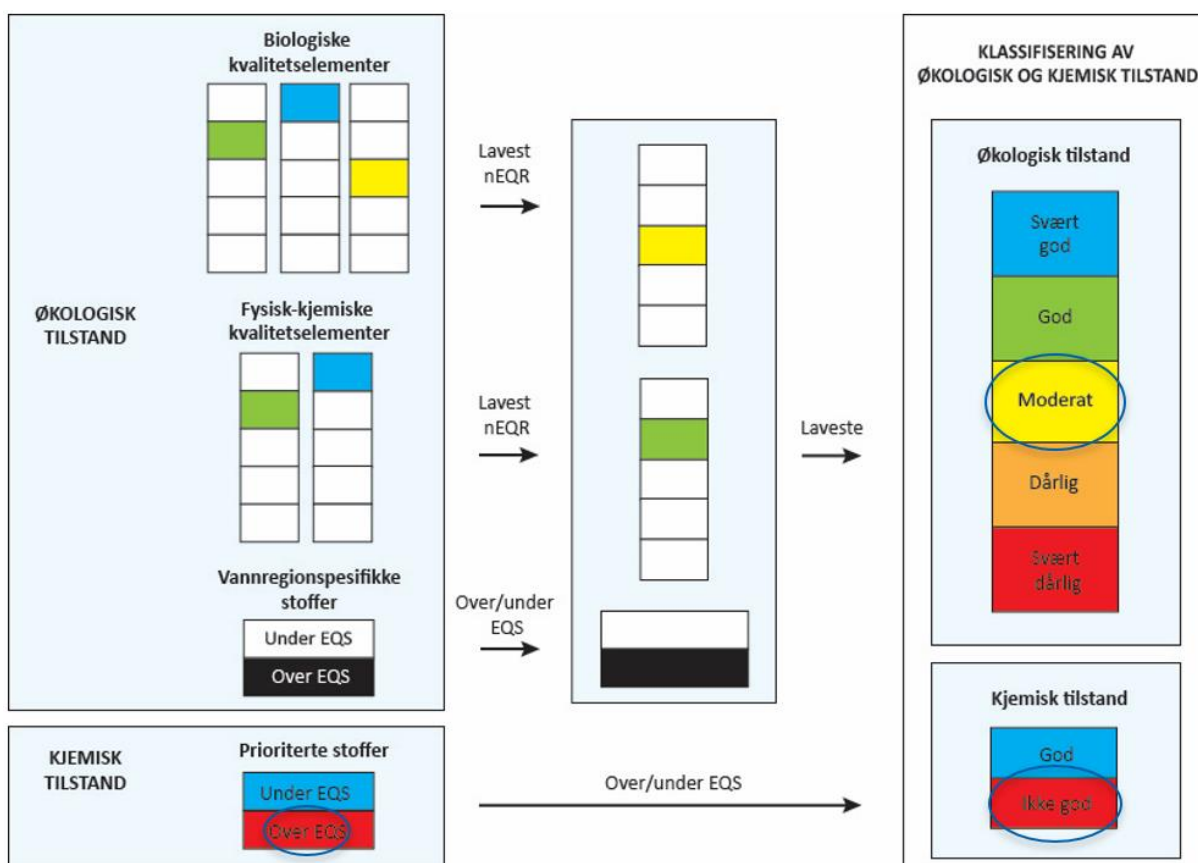 Biologiske
kvalitetselementer
Lavest
nEQR
ØKOLOGISK
TILSTAND
Fysisk-kjemiske
kvalitetselementer
Lavest
nEQR
Vannregionspesifikke
stoffer
Under EQS
Over EQS
Over/under
EQS
Laveste
KJEMISK
TILSTAND
Prioriterte stoffer
Under EQS
Over EQS
Over/under EQS
KLASSIFISERING AV
ØKOLOGISK OG KJEMISK TILSTAND
Økologisk tilstand
Svært
god
God
Moderat
Dårlig
Svært
dårlig
Kjemisk tilstand
God
Ikke god